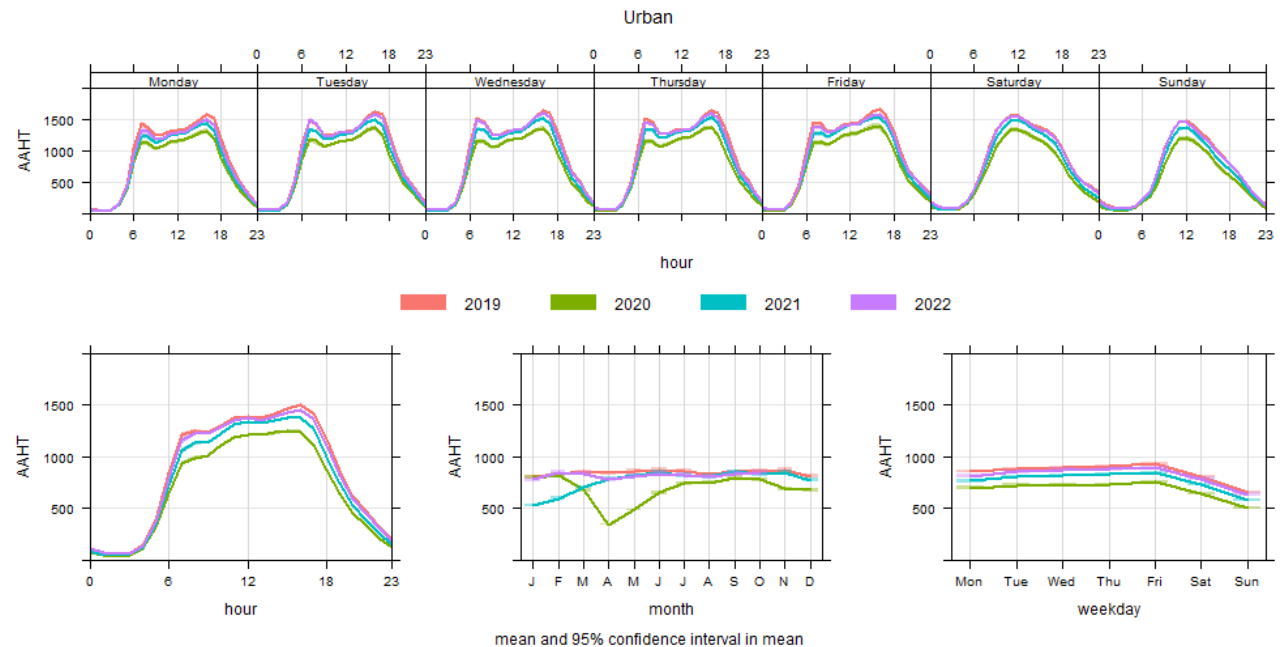 Urban
0 6 12 18 23 0 6 12 18 23 0 6 12 18 23
Monday Tuesday Wednesday Thursday Friday Saturday Sunday
AAHT
1500
1000
500
0 6 12 18 23 0 6 12 18 23 0 6 12 18 23 0 6 12 18 23
hour
2019 2020 2021 2022
AAHT
1500
1000
500
0 6 12 18 23
hour
AAHT
1500
1000
500
J F M A M J J A S O N D
month
AAHT
1500
1000
500
Mon Tue Wed Thu Fri Sat Sun
weekday
mean and 95% confidence interval in mean